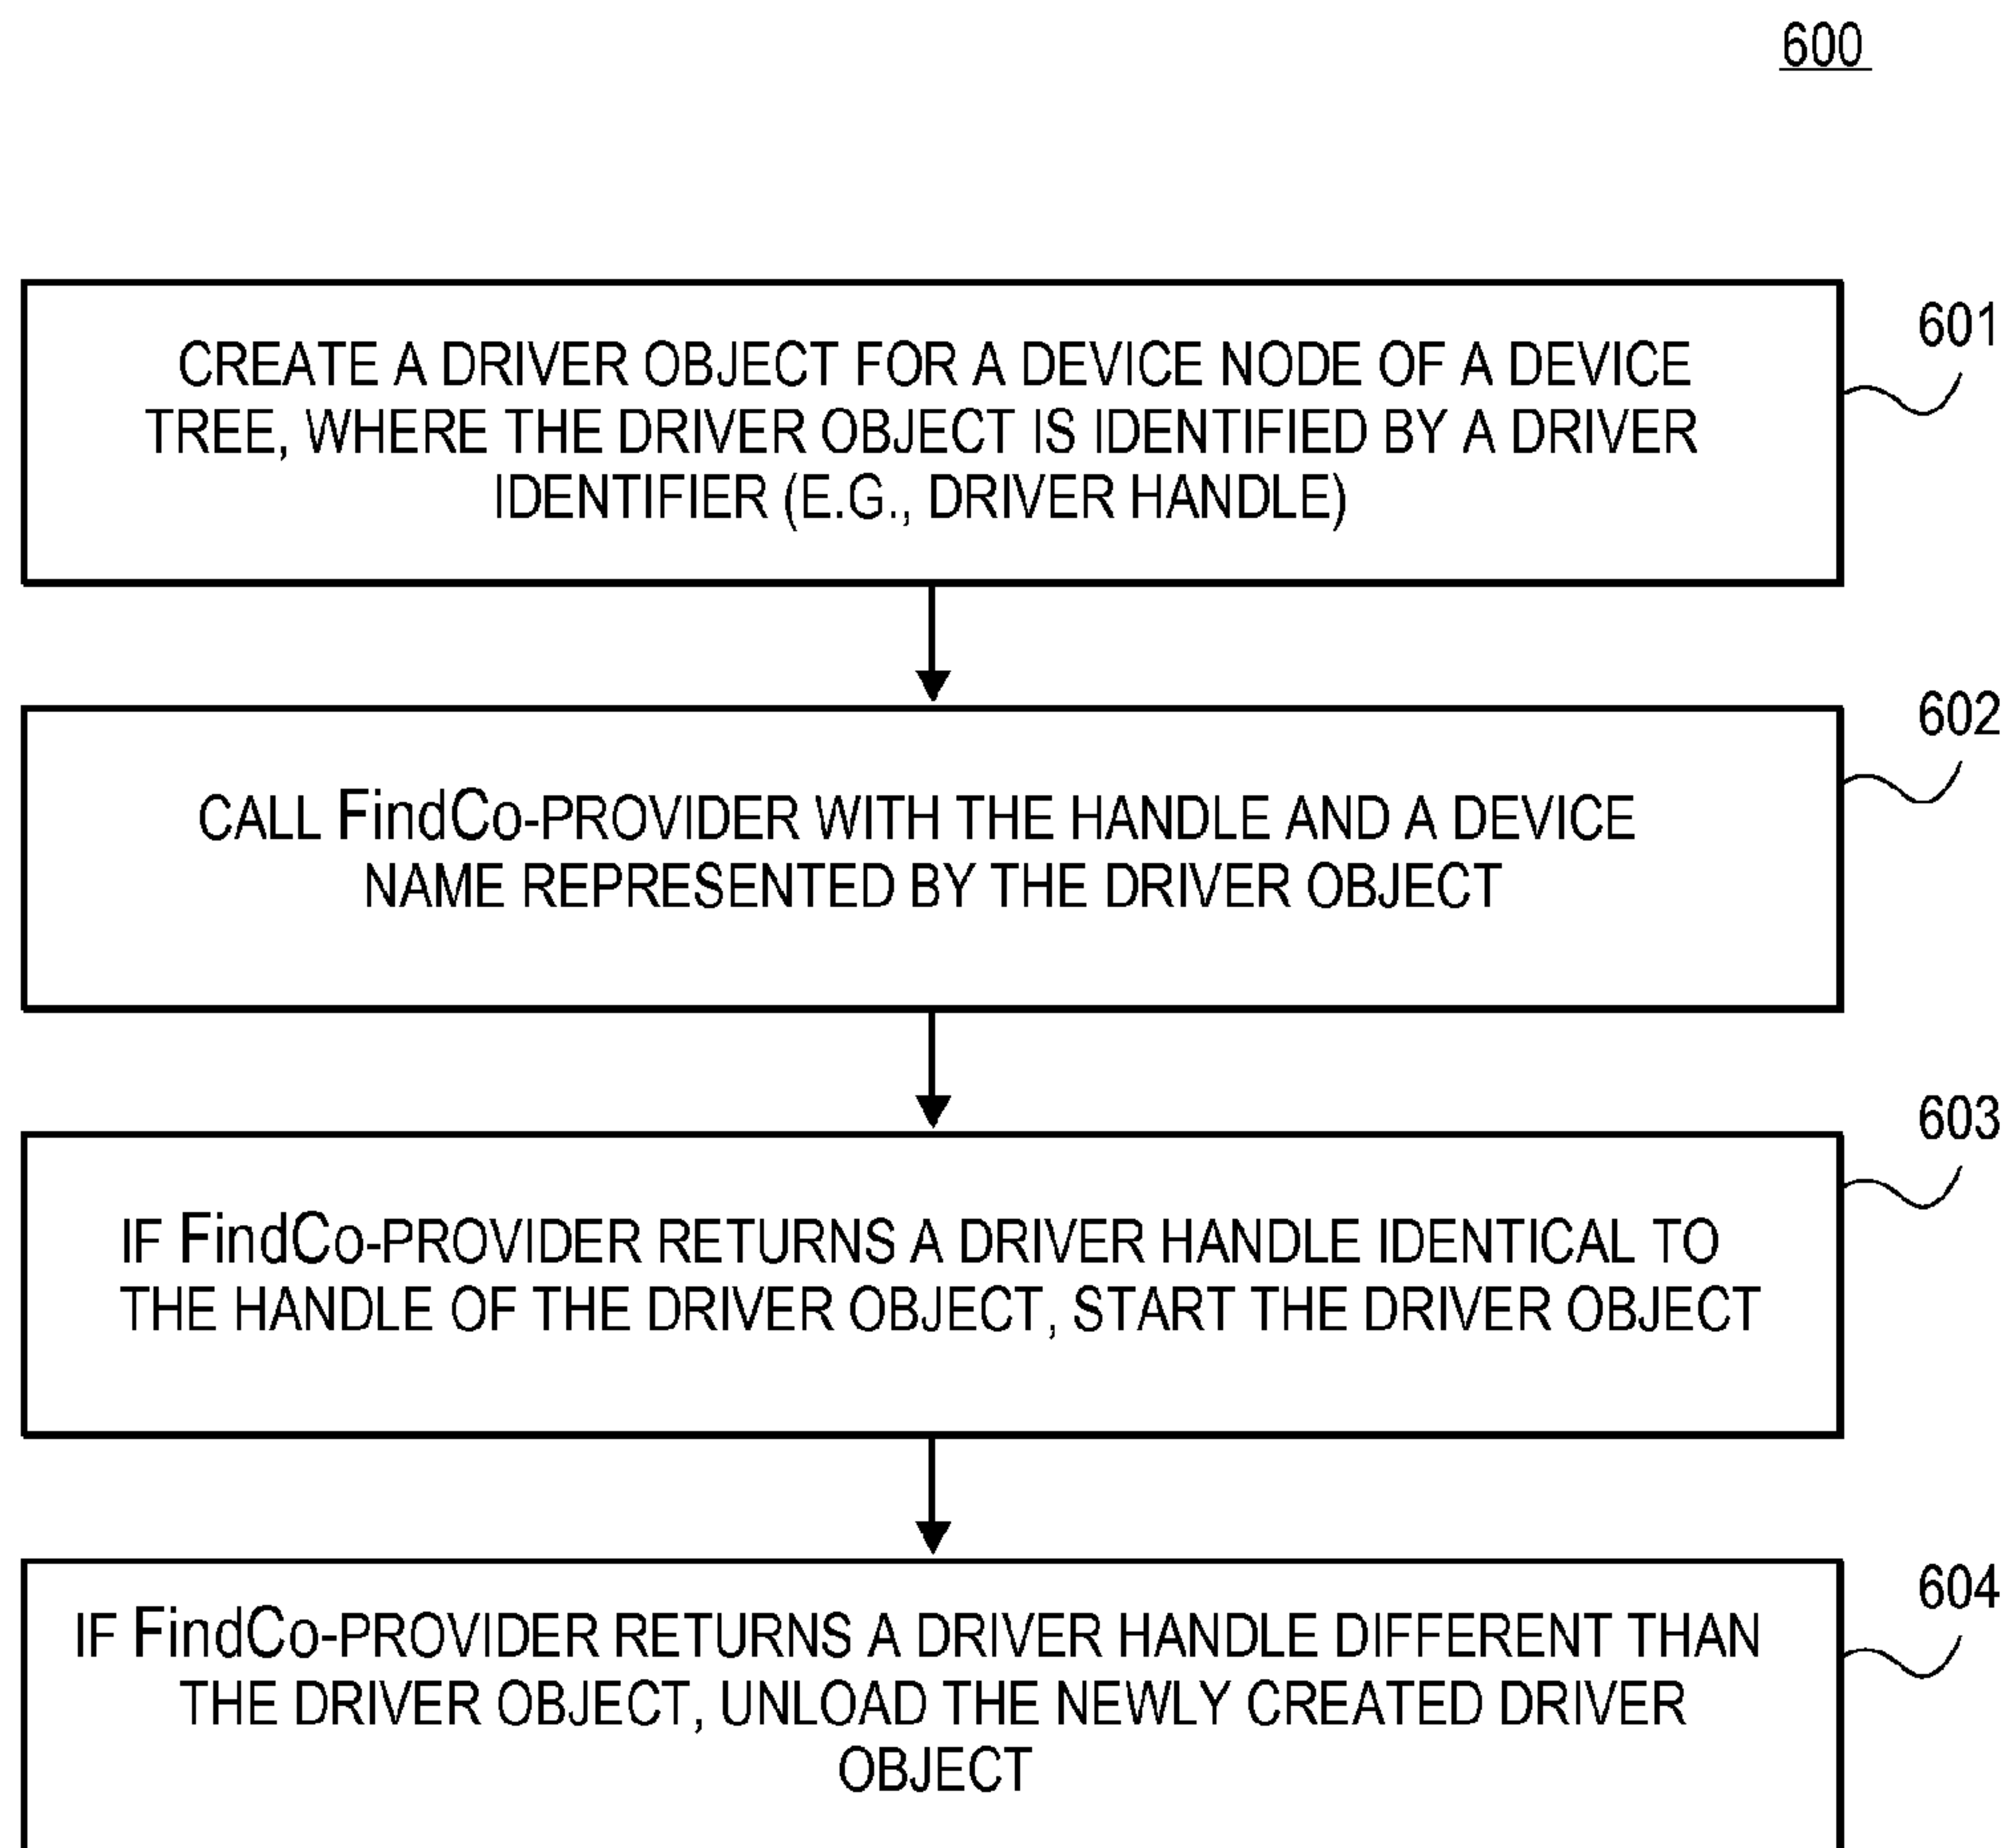 600
CREATE A DRIVER OBJECT FOR A DEVICE NODE OF A DEVICE
TREE, WHERE THE DRIVER OBJECT IS IDENTIFIED BY A DRIVER
IDENTIFIER (E.G., DRIVER HANDLE)
601
CALL FindCo-PROVIDER WITH THE HANDLE AND A DEVICE
NAME REPRESENTED BY THE DRIVER OBJECT
602
IF FindCo-PROVIDER RETURNS A DRIVER HANDLE IDENTICAL TO
THE HANDLE OF THE DRIVER OBJECT, START THE DRIVER OBJECT
603
IF FindCo-PROVIDER RETURNS A DRIVER HANDLE DIFFERENT THAN
THE DRIVER OBJECT, UNLOAD THE NEWLY CREATED DRIVER
OBJECT
604